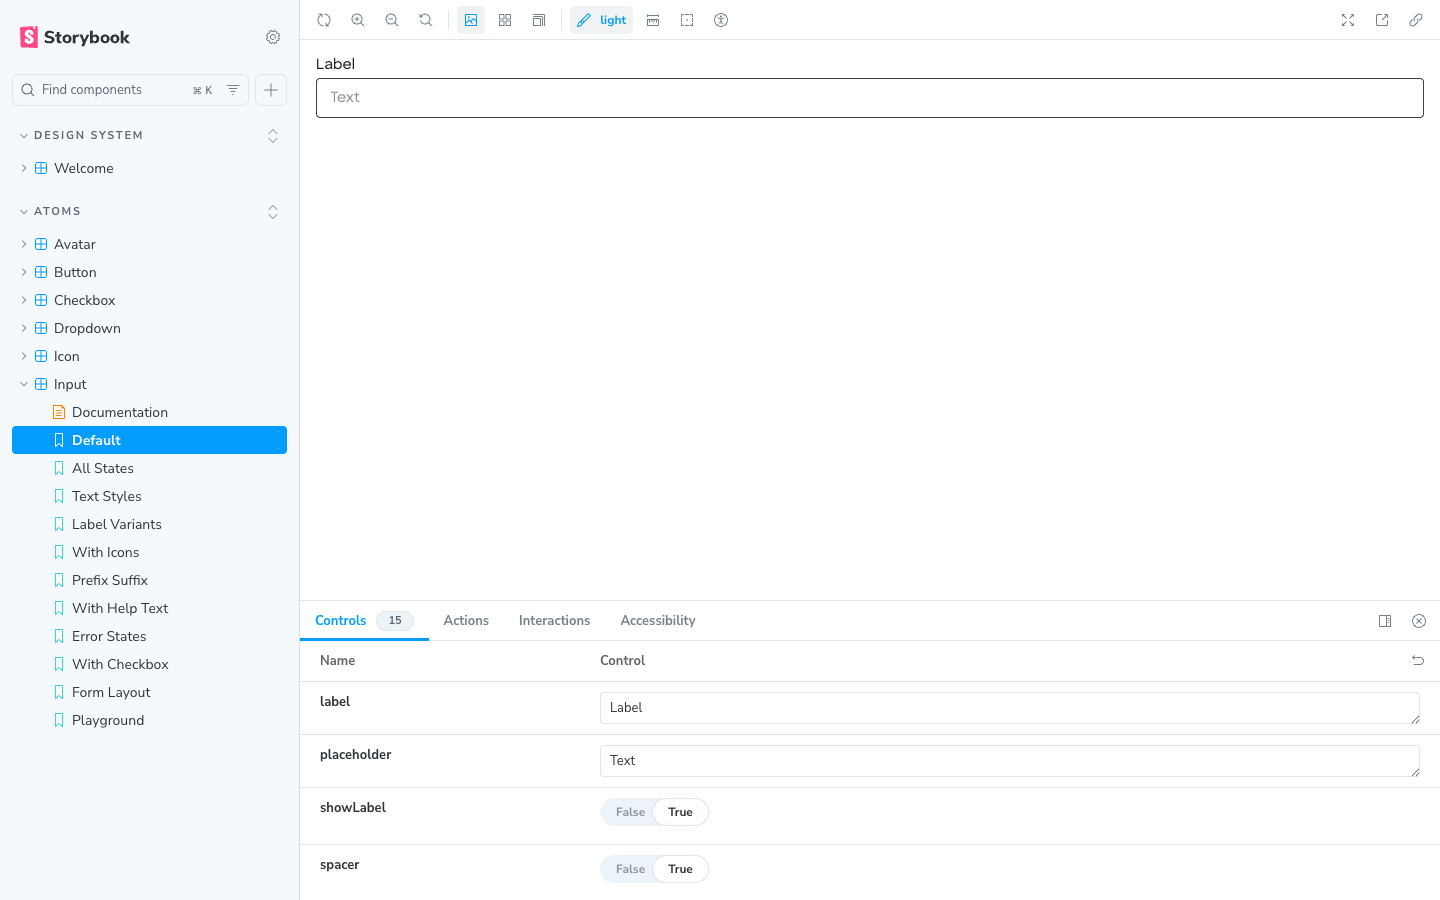 Storybook
Find components
⌘ K
DESIGN SYSTEM
Welcome
ATOMS
Avatar
Button
Checkbox
Dropdown
Icon
Input
Documentation
Default
All States
Text Styles
Label Variants
With Icons
Prefix Suffix
With Help Text
Error States
With Checkbox
Form Layout
Playground
light
Label
Text
Controls 15 Actions Interactions Accessibility
Name Control
label Label
placeholder Text
showLabel False True
spacer False True